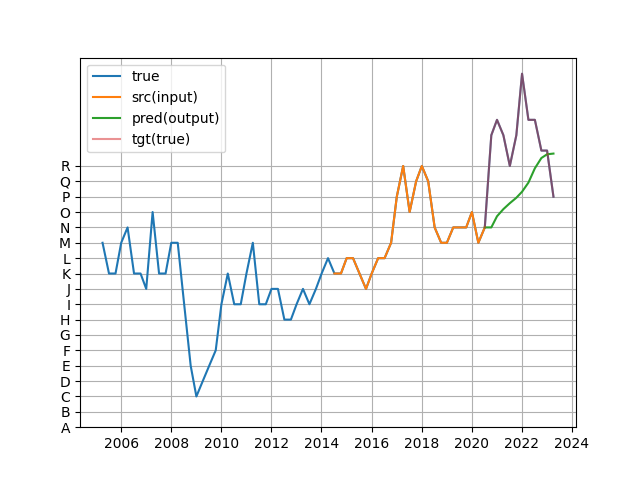 true
src(input)
pred(output)
tgt(true)
R
Q
P
O
N
M
L
K
J
I
H
G
F
E
D
C
B
A
2006 2008 2010 2012 2014 2016 2018 2020 2022 2024